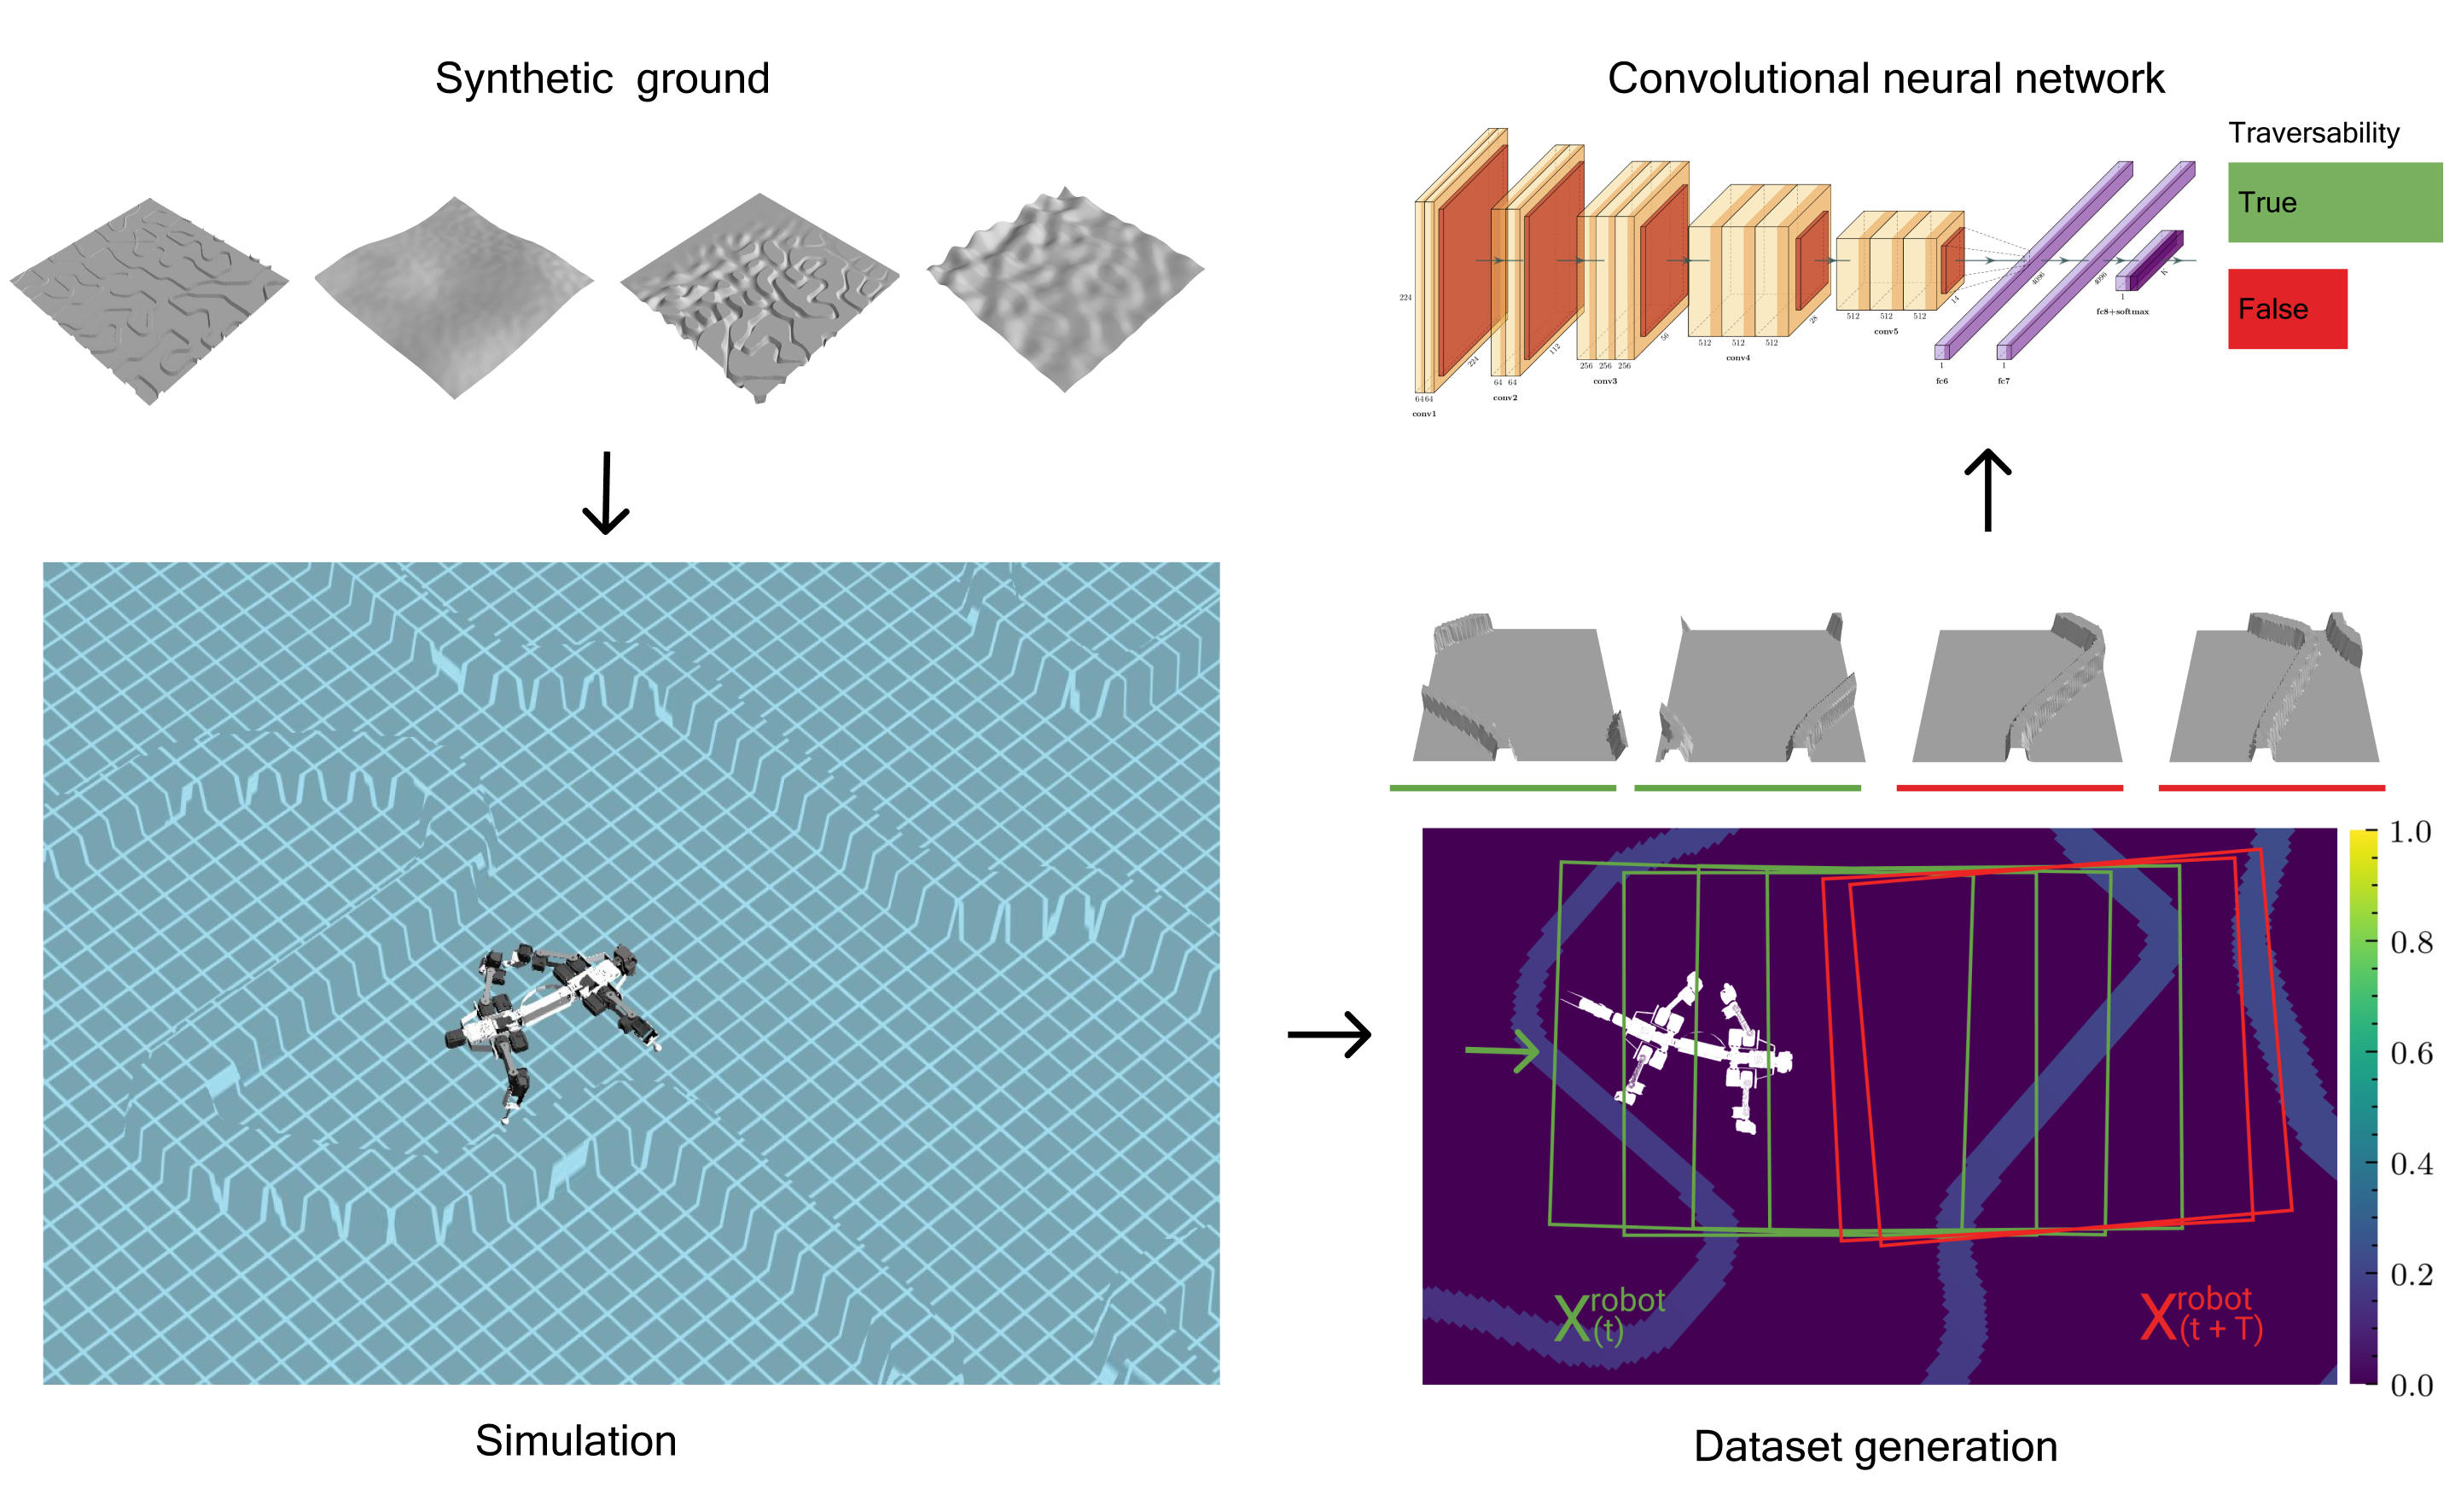 Synthetic ground
Convolutional neural network
Traversability
True
False
224
224
64 64
conv1
112
64 64
conv2
56
256 256 256
conv3
28
512 512 512
conv4
14
512 512 512
conv5
4096
1
fc6
4096
1
fc7
K
1
fc8+softmax
1.0
0.8
0.6
0.4
0.2
0.0
X robot (t)
X robot (t + T)
Simulation
Dataset generation